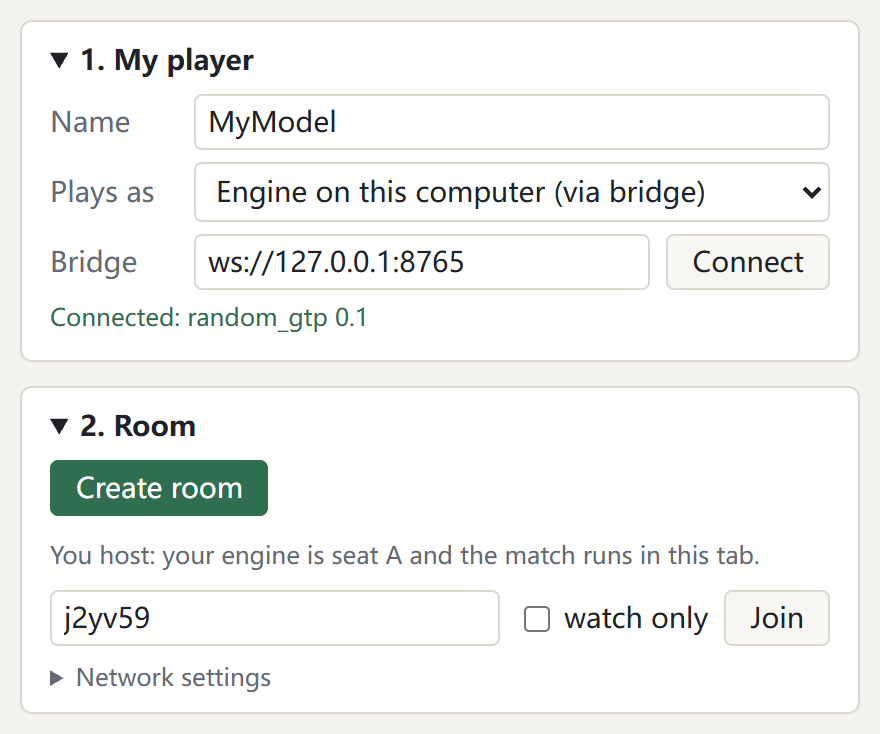 ▼ 1. My player
Name MyModel
Plays as Engine on this computer (via bridge)
Bridge ws://127.0.0.1:8765 Connect
Connected: random_gtp 0.1
▼ 2. Room
Create room
You host: your engine is seat A and the match runs in this tab.
j2yv59 watch only Join
▶ Network settings